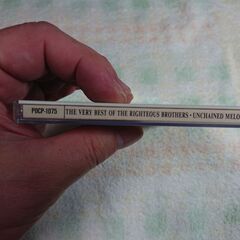 POCP-1075 THE VERY BEST OF THE RIGHTEOUS BROTHERS · UNCHAINED MELO